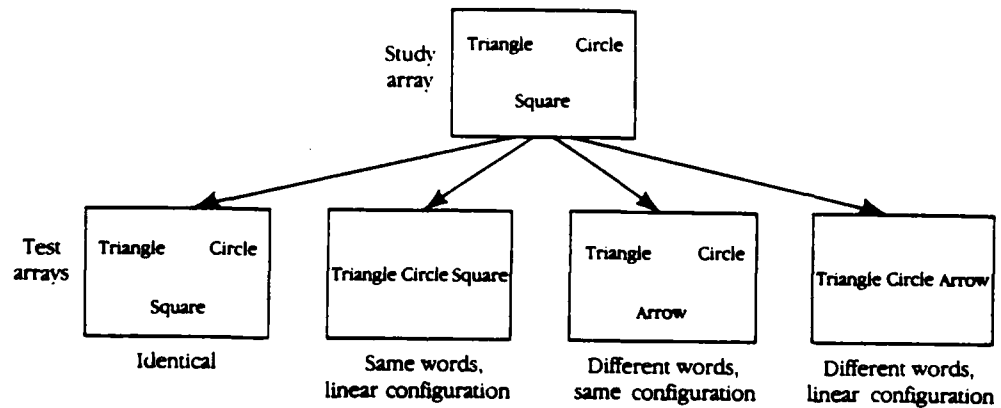 Triangle Circle
Study
array
Square
Test
arrays
Triangle Circle
Square
Triangle Circle Square
Triangle Circle
Arrow
Triangle Circle Arrow
Identical
Same words,
linear configuration
Different words,
same configuration
Different words,
linear configuration